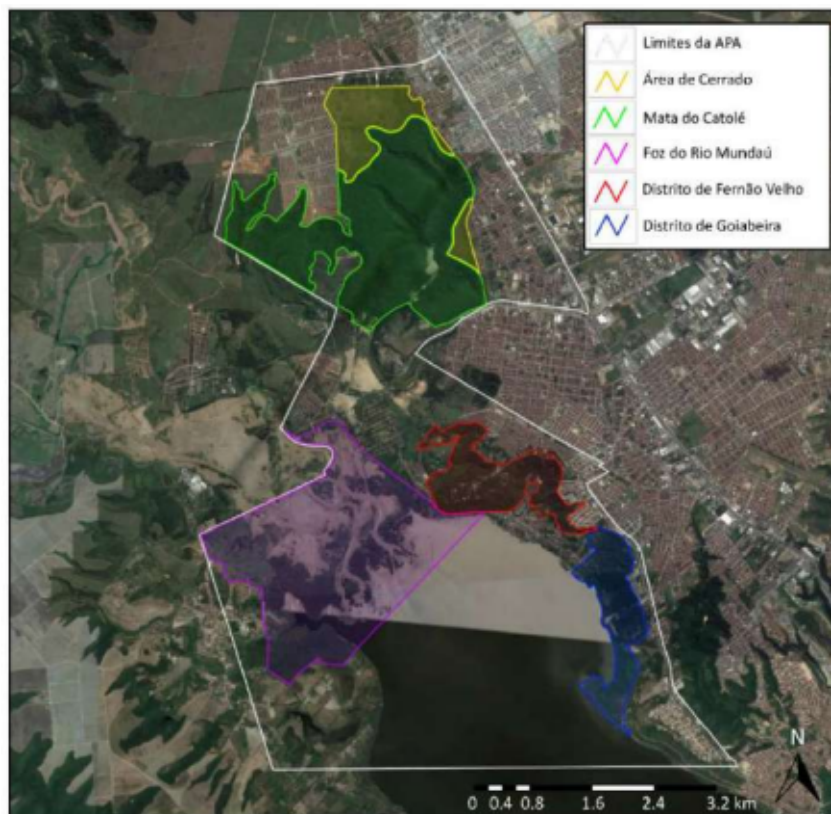 Limites da APA
Área de Cerrado
Mata do Catolé
Foz do Rio Mundaú
Distrito de Fernão Velho
Distrito de Goiabeira
N
0 0.4 0.8 1.6 2.4 3.2 km